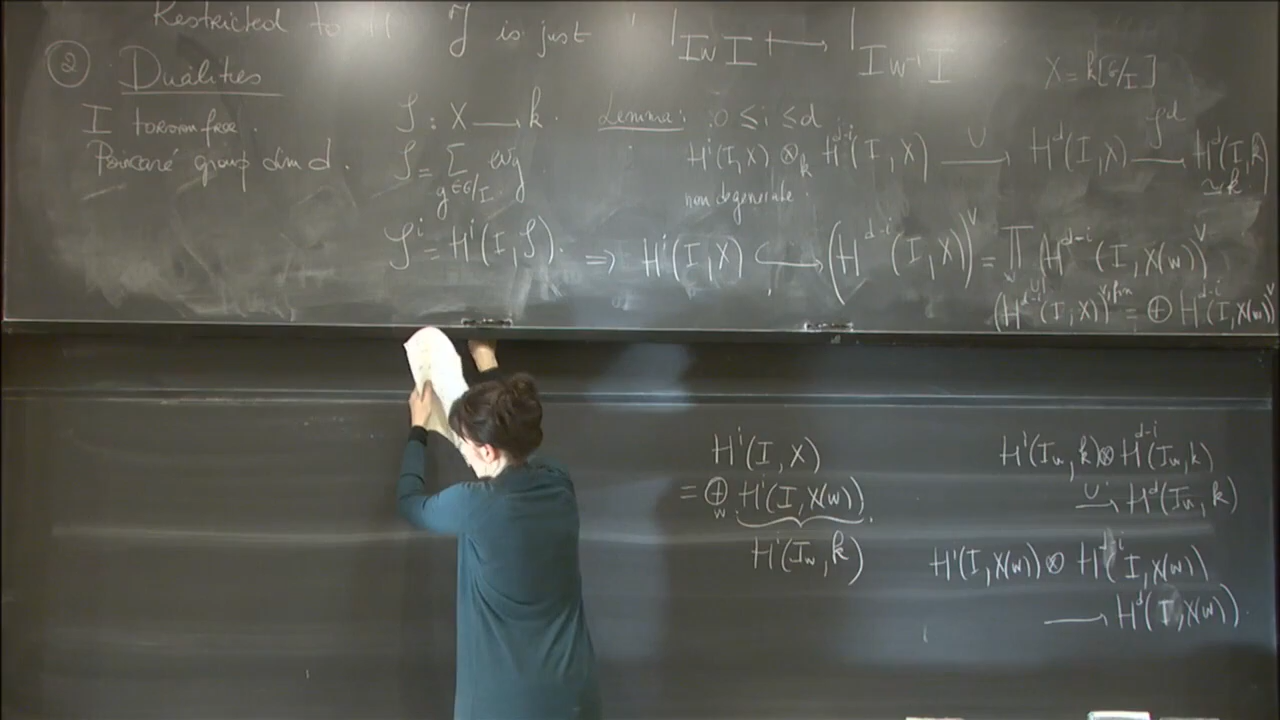 Restricted to H J is just " 1_{IwI} ⟼ 1_{Iw⁻¹I}
X = k[G/I]
② Dualities
I torsion free.
Poincaré group dim d.
S : X ⟶ k.
S = Σ_{g∈G/I} ev_g
S^i = H^i(I, S).
Lemma: 0 ≤ i ≤ d
H^i(I, X) ⊗_k H^{d-i}(I, X) —∪→ H^d(I, X) —S^d→ H^d(I, k) ≃ k.
non degenerate.
⇒ H^i(I, X) ↪ (H^{d-i}(I, X))^∨ = ∏ (H^{d-i}(I, X(w)))^∨
∪|
(H^{d-i}(I, X))^{∨, fin} = ⊕ H^{d-i}(I, X(w))^∨
H^i(I, X)
= ⊕_w H^i(I, X(w)).
H^i(I_w, k)
H^i(I_w, k) ⊗ H^{d-i}(I_w, k)
—∪→ H^d(I_w, k)
H^i(I, X(w)) ⊗ H^{d-i}(I, X(w))
⟶ H^d(I, X(w)).